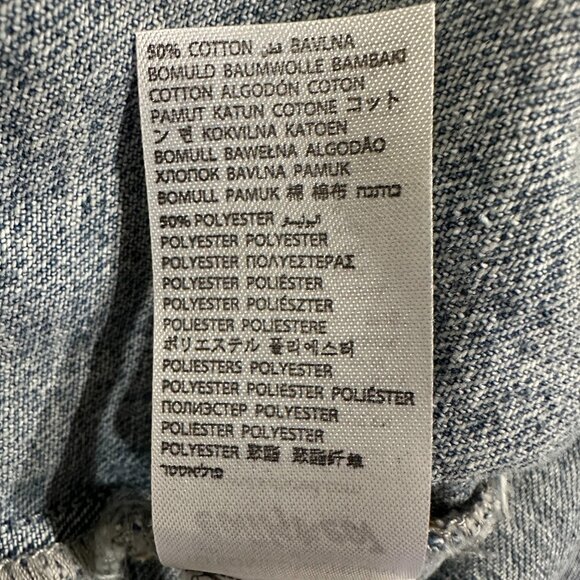 50% COTTON قطن BAVLNA
BOMULD BAUMWOLLE BAMBAKI
COTTON ALGODÓN COTON
PAMUT KATUN COTONE コット
ン 면 KOKVILNA KATOEN
BOMULL BAWEŁNA ALGODÃO
ХЛОПОК BAVLNA PAMUK
BOMULL PAMUK 棉 棉布 כותנה
50% POLYESTER البوليستر
POLYESTER POLYESTER
POLYESTER ΠΟΛΥΕΣΤΕΡΑΣ
POLYESTER POLIÉSTER
POLYESTER POLIÉSZTER
POLIESTER POLIESTERE
ポリエステル 폴리에스터
POLIESTERS POLYESTER
POLYESTER POLIÉSTER POLIÉSTER
ПОЛИЭСТЕР POLYESTER
POLIESTER POLYESTER
POLYESTER 聚酯 聚酯纤维
פוליאסטר